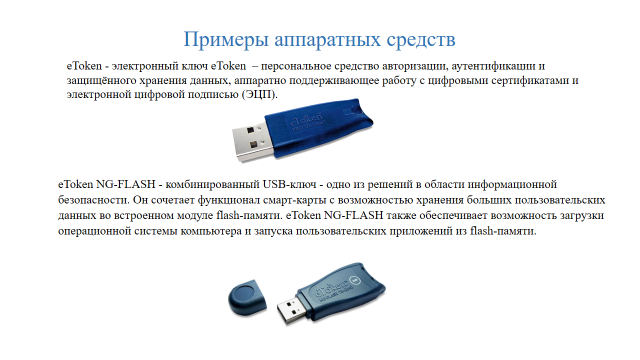 Примеры аппаратных средств
eToken - электронный ключ eToken – персональное средство авторизации, аутентификации и
защищённого хранения данных, аппаратно поддерживающее работу с цифровыми сертификатами и
электронной цифровой подписью (ЭЦП).
eToken
eToken NG-FLASH - комбинированный USB-ключ - одно из решений в области информационной
безопасности. Он сочетает функционал смарт-карты с возможностью хранения больших пользовательских
данных во встроенном модуле flash-памяти. eToken NG-FLASH также обеспечивает возможность загрузки
операционной системы компьютера и запуска пользовательских приложений из flash-памяти.
eToken